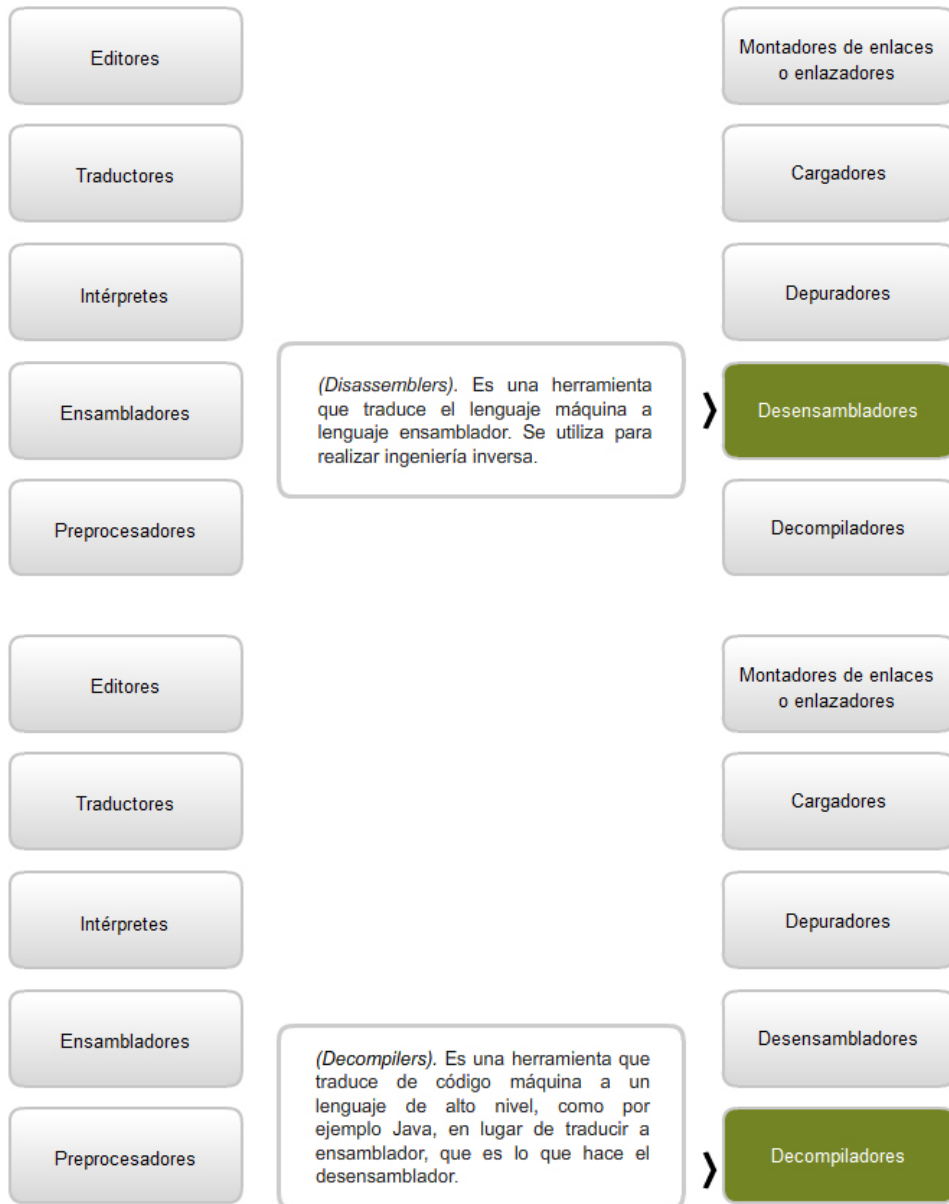 Editores
Traductores
Intérpretes
Ensambladores
Preprocesadores
(Disassemblers). Es una herramienta
que traduce el lenguaje máquina a
lenguaje ensamblador. Se utiliza para
realizar ingeniería inversa.
Montadores de enlaces
o enlazadores
Cargadores
Depuradores
Desensambladores
Decompiladores
Editores
Traductores
Intérpretes
Ensambladores
Preprocesadores
(Decompilers). Es una herramienta que
traduce de código máquina a un
lenguaje de alto nivel, como por
ejemplo Java, en lugar de traducir a
ensamblador, que es lo que hace el
desensamblador.
Montadores de enlaces
o enlazadores
Cargadores
Depuradores
Desensambladores
Decompiladores